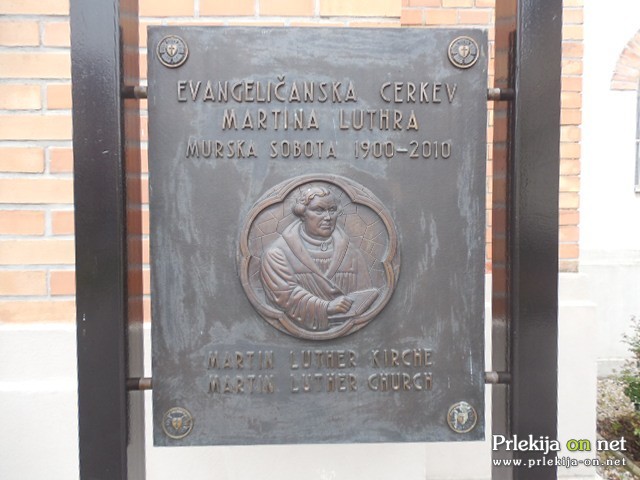 EVANGELIČANSKA CERKEV
MARTINA LUTHRA
MURSKA SOBOTA 1900-2010
MARTIN LUTHER KIRCHE
MARTIN LUTHER CHURCH
Prlekija on net
www.prlekija-on.net